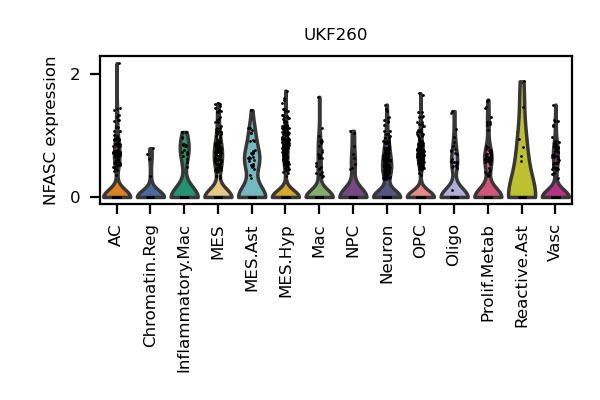 UKF260
NFASC expression
2
0
AC
Chromatin.Reg
Inflammatory.Mac
MES
MES.Ast
MES.Hyp
Mac
NPC
Neuron
OPC
Oligo
Prolif.Metab
Reactive.Ast
Vasc